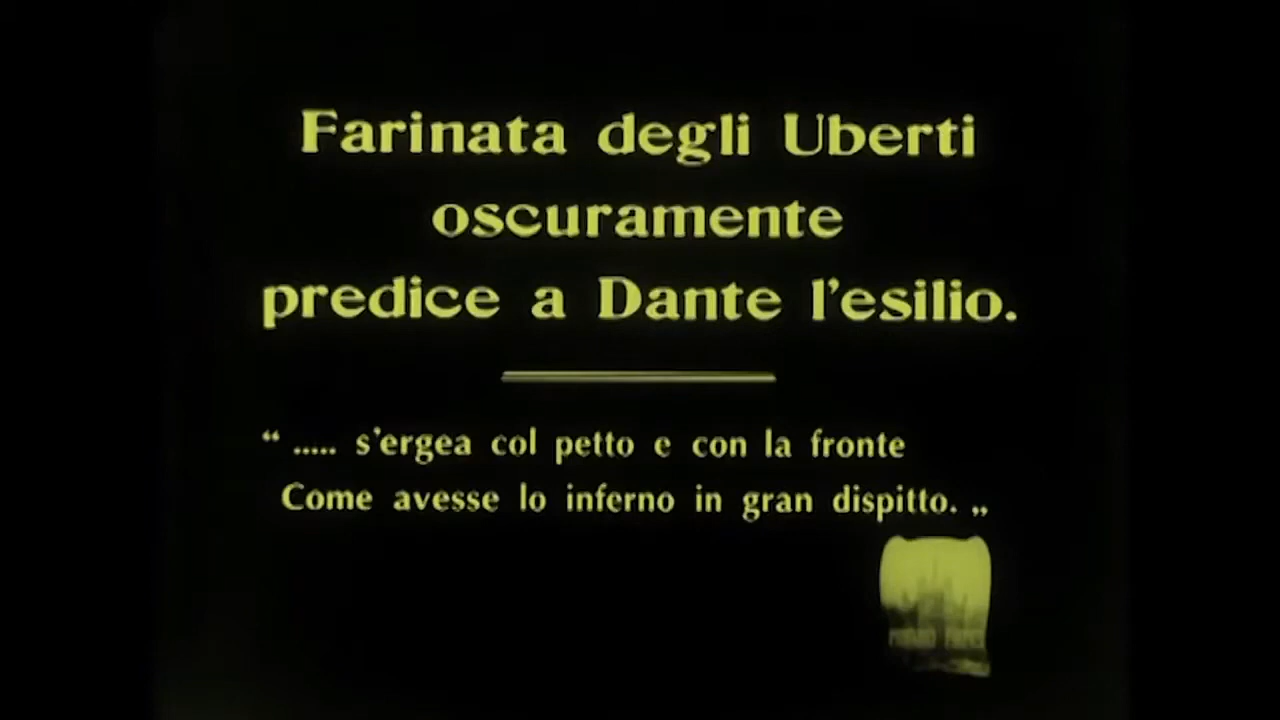 Farinata degli Uberti
oscuramente
predice a Dante l'esilio.
“ ..... s'ergea col petto e con la fronte
Come avesse lo inferno in gran dispitto. „